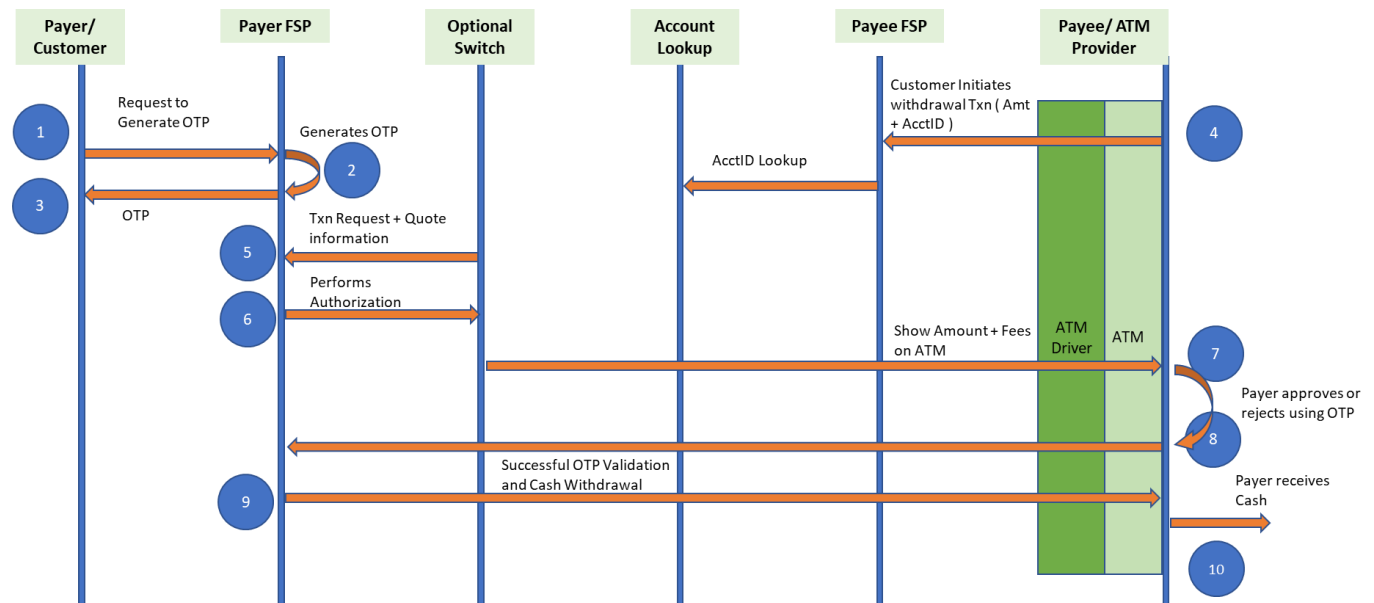 Payer/
Customer
Payer FSP
Optional
Switch
Account
Lookup
Payee FSP
Payee/ ATM
Provider
1
Request to
Generate OTP
Generates OTP
2
3
OTP
Customer Initiates
withdrawal Txn ( Amt
+ AcctID )
4
AcctID Lookup
Txn Request + Quote
information
5
Performs
Authorization
6
Show Amount + Fees
on ATM
ATM
Driver
ATM
7
Payer approves or
rejects using OTP
8
Successful OTP Validation
and Cash Withdrawal
9
Payer receives
Cash
10